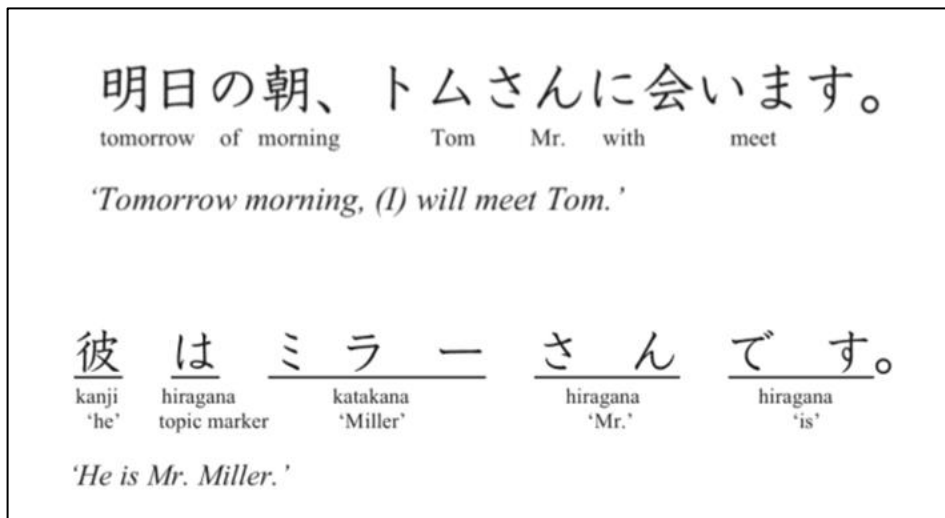 明日の朝、トムさんに会います。
tomorrow of morning Tom Mr. with meet
‘Tomorrow morning, (I) will meet Tom.’
彼 は ミ ラ ー さ ん で す。
kanji hiragana katakana hiragana hiragana
‘he’ topic marker ‘Miller’ ‘Mr.’ ‘is’
‘He is Mr. Miller.’